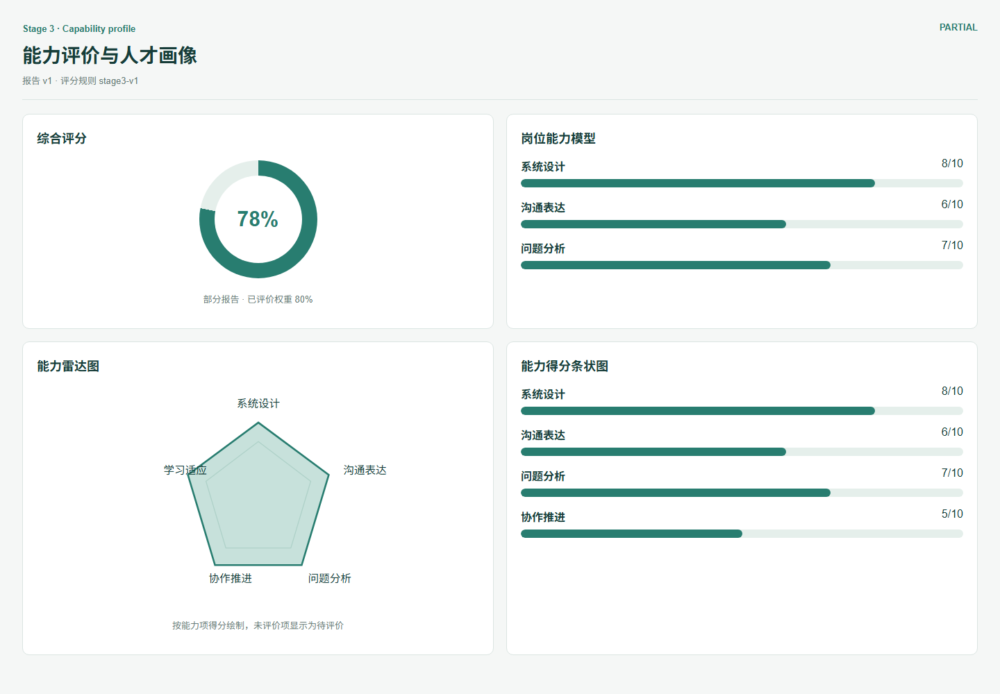 Stage 3 · Capability profile
PARTIAL
能力评价与人才画像
报告 v1 · 评分规则 stage3-v1
综合评分
78%
部分报告 · 已评价权重 80%
岗位能力模型
系统设计 8/10
沟通表达 6/10
问题分析 7/10
能力雷达图
系统设计
学习适应
沟通表达
协作推进
问题分析
按能力项得分绘制，未评价项显示为待评价
能力得分条状图
系统设计 8/10
沟通表达 6/10
问题分析 7/10
协作推进 5/10